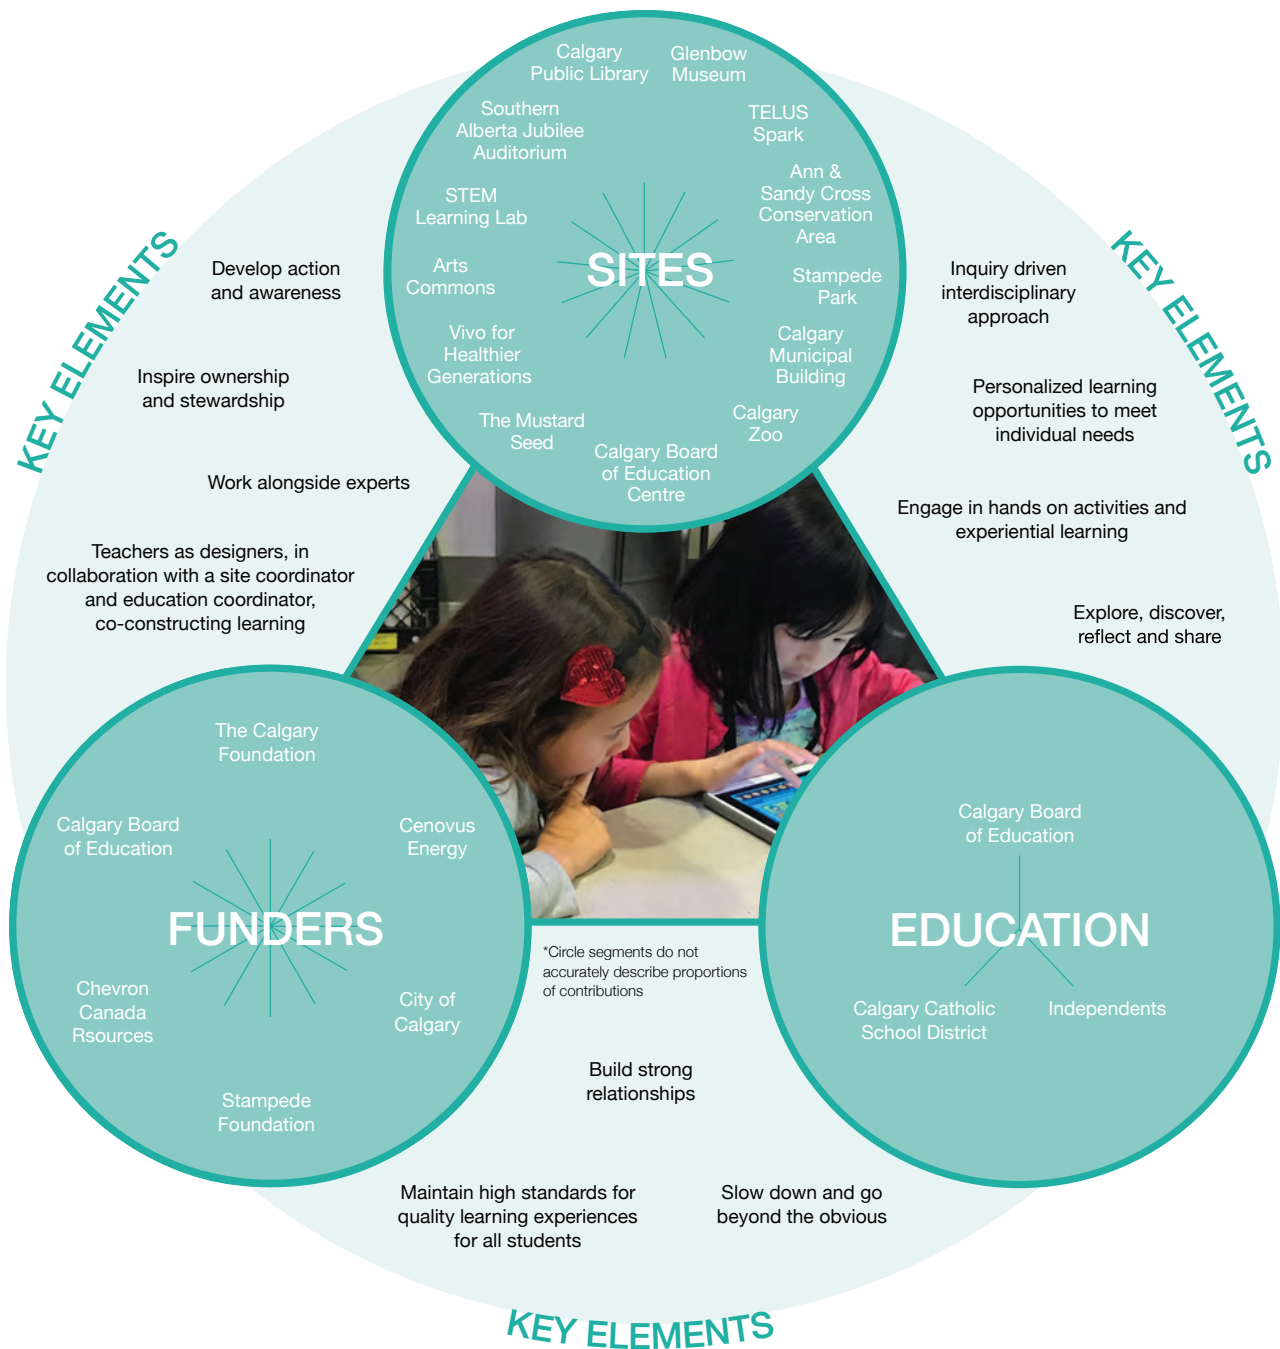 Calgary
Public Library
Glenbow
Museum
Southern
Alberta Jubilee
Auditorium
TELUS
Spark
STEM
Learning Lab
Ann &
Sandy Cross
Conservation
Area
Arts
Commons
SITES
Stampede
Park
Vivo for
Healthier
Generations
Calgary
Municipal
Building
The Mustard
Seed
Calgary
Zoo
Calgary Board
of Education
Centre
KEY ELEMENTS
Develop action
and awareness
Inspire ownership
and stewardship
Work alongside experts
Teachers as designers, in
collaboration with a site coordinator
and education coordinator,
co-constructing learning
KEY ELEMENTS
Inquiry driven
interdisciplinary
approach
Personalized learning
opportunities to meet
individual needs
Engage in hands on activities and
experiential learning
Explore, discover,
reflect and share
The Calgary
Foundation
Calgary Board
of Education
Cenovus
Energy
FUNDERS
Chevron
Canada
Rsources
City of
Calgary
Stampede
Foundation
Calgary Board
of Education
EDUCATION
Calgary Catholic
School District
Independents
*Circle segments do not
accurately describe proportions
of contributions
Build strong
relationships
Maintain high standards for
quality learning experiences
for all students
Slow down and go
beyond the obvious
KEY ELEMENTS